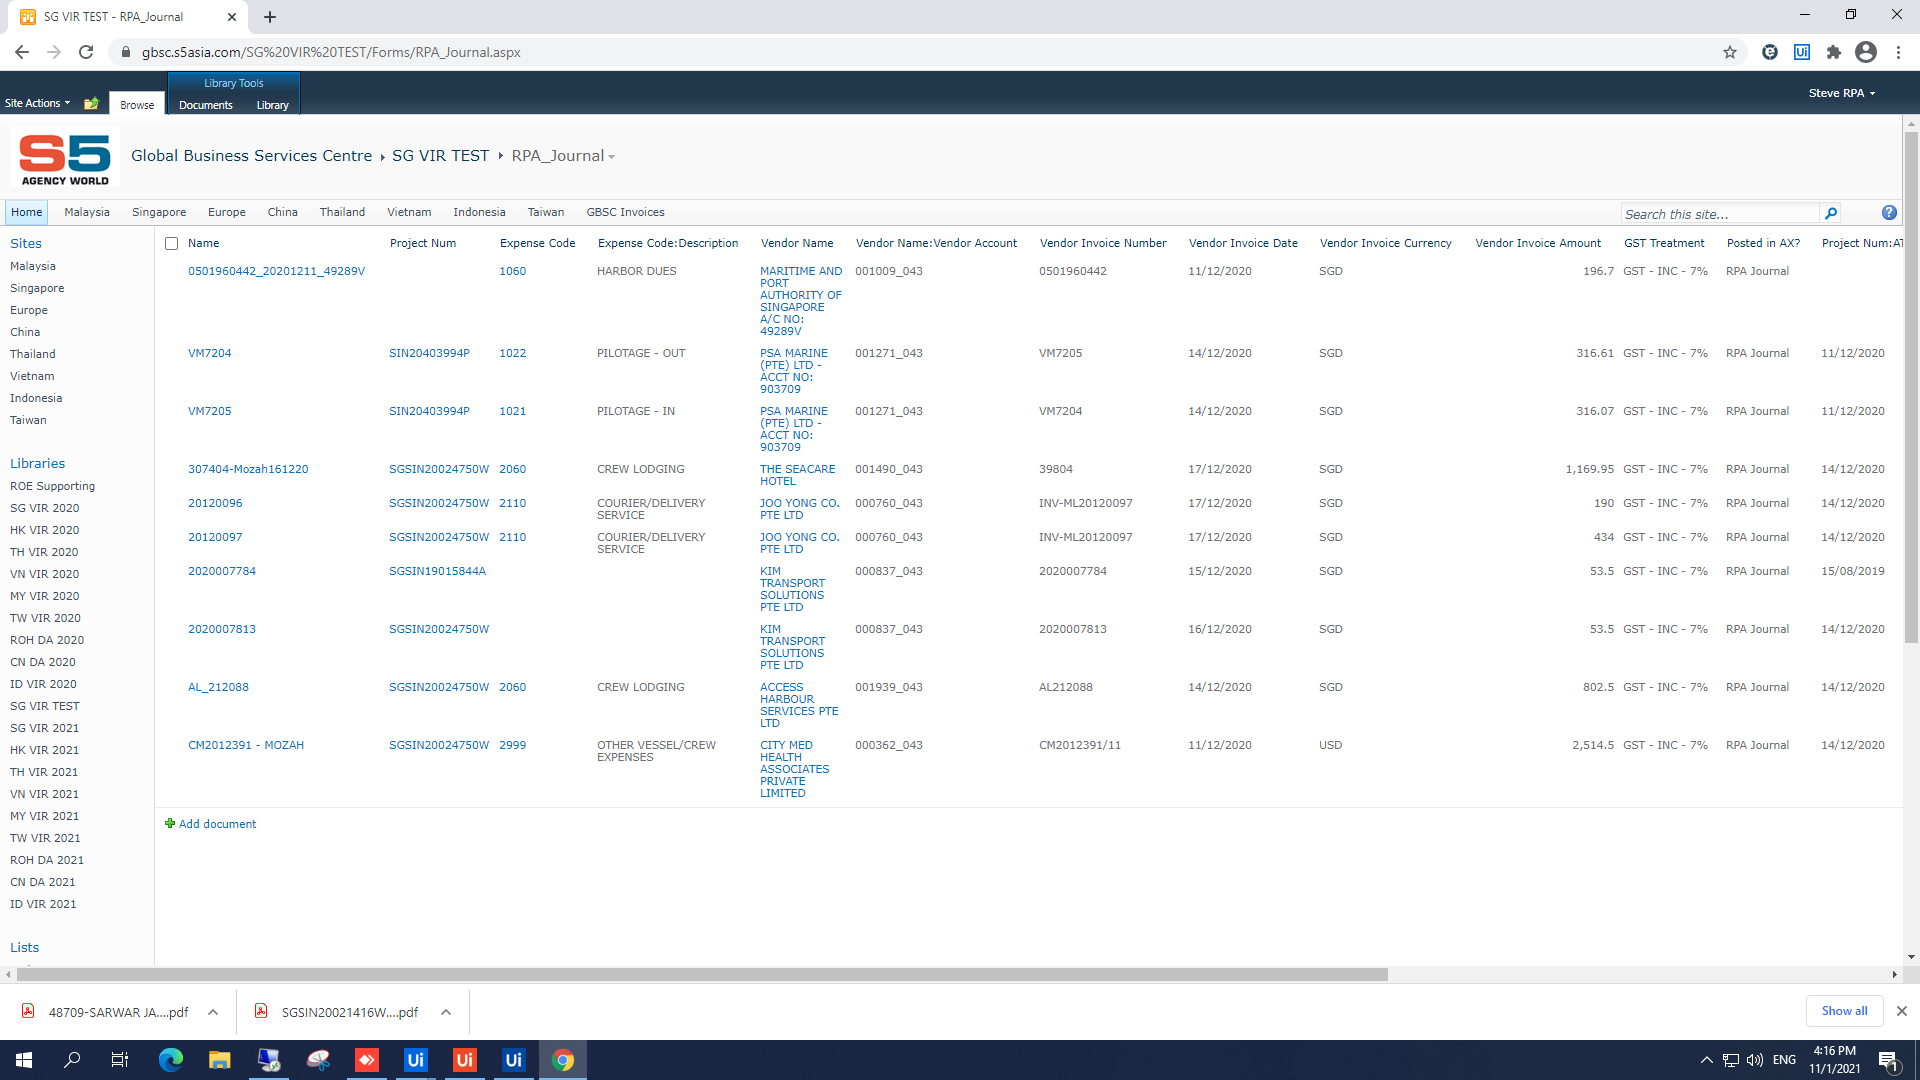 SG VIR TEST - RPA_Journal
gbsc.s5asia.com/SG%20VIR%20TEST/Forms/RPA_Journal.aspx
Library Tools
Site Actions Browse Documents Library Steve RPA
S5
AGENCY WORLD
Global Business Services Centre SG VIR TEST RPA_Journal
Home Malaysia Singapore Europe China Thailand Vietnam Indonesia Taiwan GBSC Invoices Search this site...
Sites
Malaysia
Singapore
Europe
China
Thailand
Vietnam
Indonesia
Taiwan
Libraries
ROE Supporting
SG VIR 2020
HK VIR 2020
TH VIR 2020
VN VIR 2020
MY VIR 2020
TW VIR 2020
ROH DA 2020
CN DA 2020
ID VIR 2020
SG VIR TEST
SG VIR 2021
HK VIR 2021
TH VIR 2021
VN VIR 2021
MY VIR 2021
TW VIR 2021
ROH DA 2021
CN DA 2021
ID VIR 2021
Lists
Name Project Num Expense Code Expense Code:Description Vendor Name Vendor Name:Vendor Account Vendor Invoice Number Vendor Invoice Date Vendor Invoice Currency Vendor Invoice Amount GST Treatment Posted in AX? Project Num:AT
0501960442_20201211_49289V 1060 HARBOR DUES MARITIME AND 001009_043 0501960442 11/12/2020 SGD 196.7 GST - INC - 7% RPA Journal
PORT
AUTHORITY OF
SINGAPORE
A/C NO:
49289V
VM7204 SIN20403994P 1022 PILOTAGE - OUT PSA MARINE 001271_043 VM7205 14/12/2020 SGD 316.61 GST - INC - 7% RPA Journal 11/12/2020
(PTE) LTD -
ACCT NO:
903709
VM7205 SIN20403994P 1021 PILOTAGE - IN PSA MARINE 001271_043 VM7204 14/12/2020 SGD 316.07 GST - INC - 7% RPA Journal 11/12/2020
(PTE) LTD -
ACCT NO:
903709
307404-Mozah161220 SGSIN20024750W 2060 CREW LODGING THE SEACARE 001490_043 39804 17/12/2020 SGD 1,169.95 GST - INC - 7% RPA Journal 14/12/2020
HOTEL
20120096 SGSIN20024750W 2110 COURIER/DELIVERY JOO YONG CO. 000760_043 INV-ML20120097 17/12/2020 SGD 190 GST - INC - 7% RPA Journal 14/12/2020
SERVICE PTE LTD
20120097 SGSIN20024750W 2110 COURIER/DELIVERY JOO YONG CO. 000760_043 INV-ML20120097 17/12/2020 SGD 434 GST - INC - 7% RPA Journal 14/12/2020
SERVICE PTE LTD
2020007784 SGSIN19015844A KIM 000837_043 2020007784 15/12/2020 SGD 53.5 GST - INC - 7% RPA Journal 15/08/2019
TRANSPORT
SOLUTIONS
PTE LTD
2020007813 SGSIN20024750W KIM 000837_043 2020007813 16/12/2020 SGD 53.5 GST - INC - 7% RPA Journal 14/12/2020
TRANSPORT
SOLUTIONS
PTE LTD
AL_212088 SGSIN20024750W 2060 CREW LODGING ACCESS 001939_043 AL212088 14/12/2020 SGD 802.5 GST - INC - 7% RPA Journal 14/12/2020
HARBOUR
SERVICES PTE
LTD
CM2012391 - MOZAH SGSIN20024750W 2999 OTHER VESSEL/CREW CITY MED 000362_043 CM2012391/11 11/12/2020 USD 2,514.5 GST - INC - 7% RPA Journal 14/12/2020
EXPENSES HEALTH
ASSOCIATES
PRIVATE
LIMITED
Add document
48709-SARWAR JA....pdf SGSIN20021416W....pdf Show all
Ui Ui Ui ENG 4:16 PM
11/1/2021 1